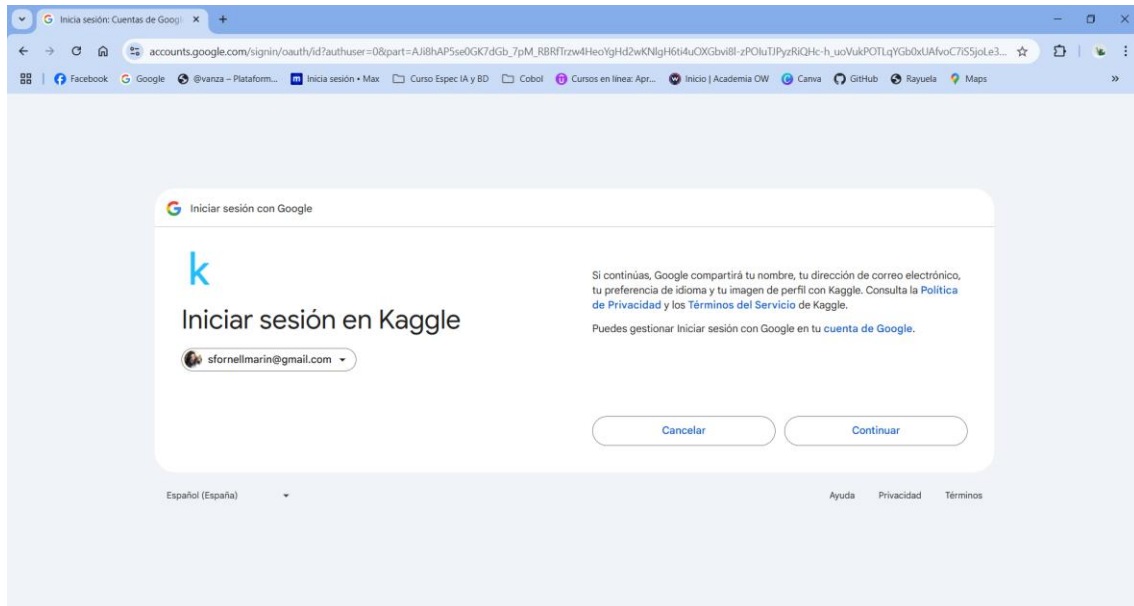 Inicia sesión: Cuentas de Googl
accounts.google.com/signin/oauth/id?authuser=0&part=AJi8hAP5se0GK7dGb_7pM_RBRfTrzw4HeoYgHd2wKNlgH6ti4uOXGbvi8l-zPOIuTJPyzRiQHc-h_uoVukPOTLqYGb0xUAfvoC7iS5joLe3...
Facebook Google @vanza – Plataform... Inicia sesión • Max Curso Espec IA y BD Cobol Cursos en línea: Apr... Inicio | Academia OW Canva GitHub Rayuela Maps »
Iniciar sesión con Google
k
Iniciar sesión en Kaggle
sfornellmarin@gmail.com
Si continúas, Google compartirá tu nombre, tu dirección de correo electrónico,
tu preferencia de idioma y tu imagen de perfil con Kaggle. Consulta la Política
de Privacidad y los Términos del Servicio de Kaggle.
Puedes gestionar Iniciar sesión con Google en tu cuenta de Google.
Cancelar Continuar
Español (España) Ayuda Privacidad Términos